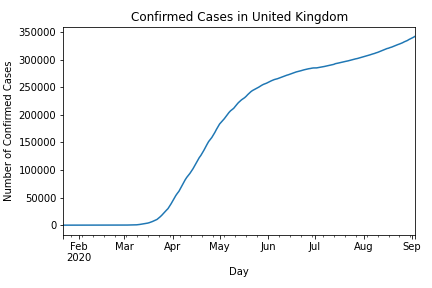 Confirmed Cases in United Kingdom
Number of Confirmed Cases
350000
300000
250000
200000
150000
100000
50000
0
Feb Mar Apr May Jun Jul Aug Sep
2020
Day